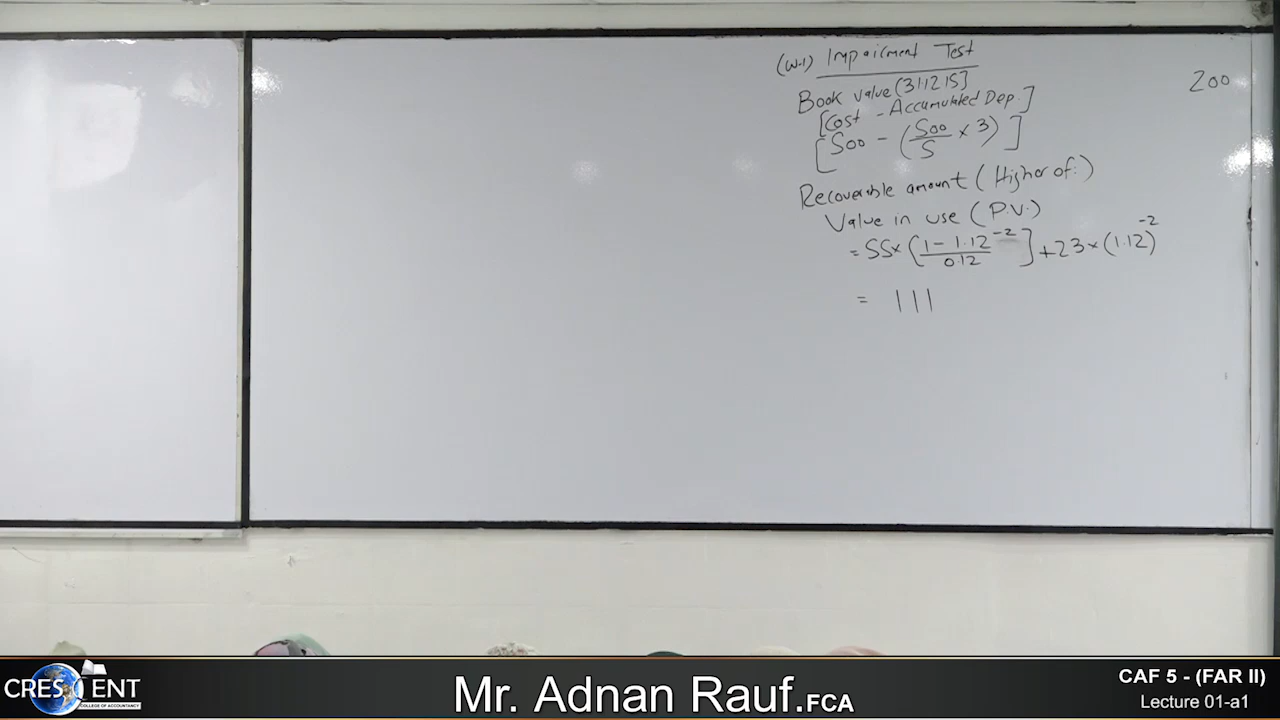 (W-1) Impairment Test
Book value (31 12 15] 200
[Cost - Accumulated Dep.]
[500 - (500/5 × 3)]
Recoverable amount (Higher of:)
Value in use (P.V.)
= 55× [1 - 1.12^-2 / 0.12] + 23 × (1.12)^-2
= 111
CRESCENT
COLLEGE OF ACCOUNTANCY
Mr. Adnan Rauf.FCA
CAF 5 - (FAR II)
Lecture 01-a1